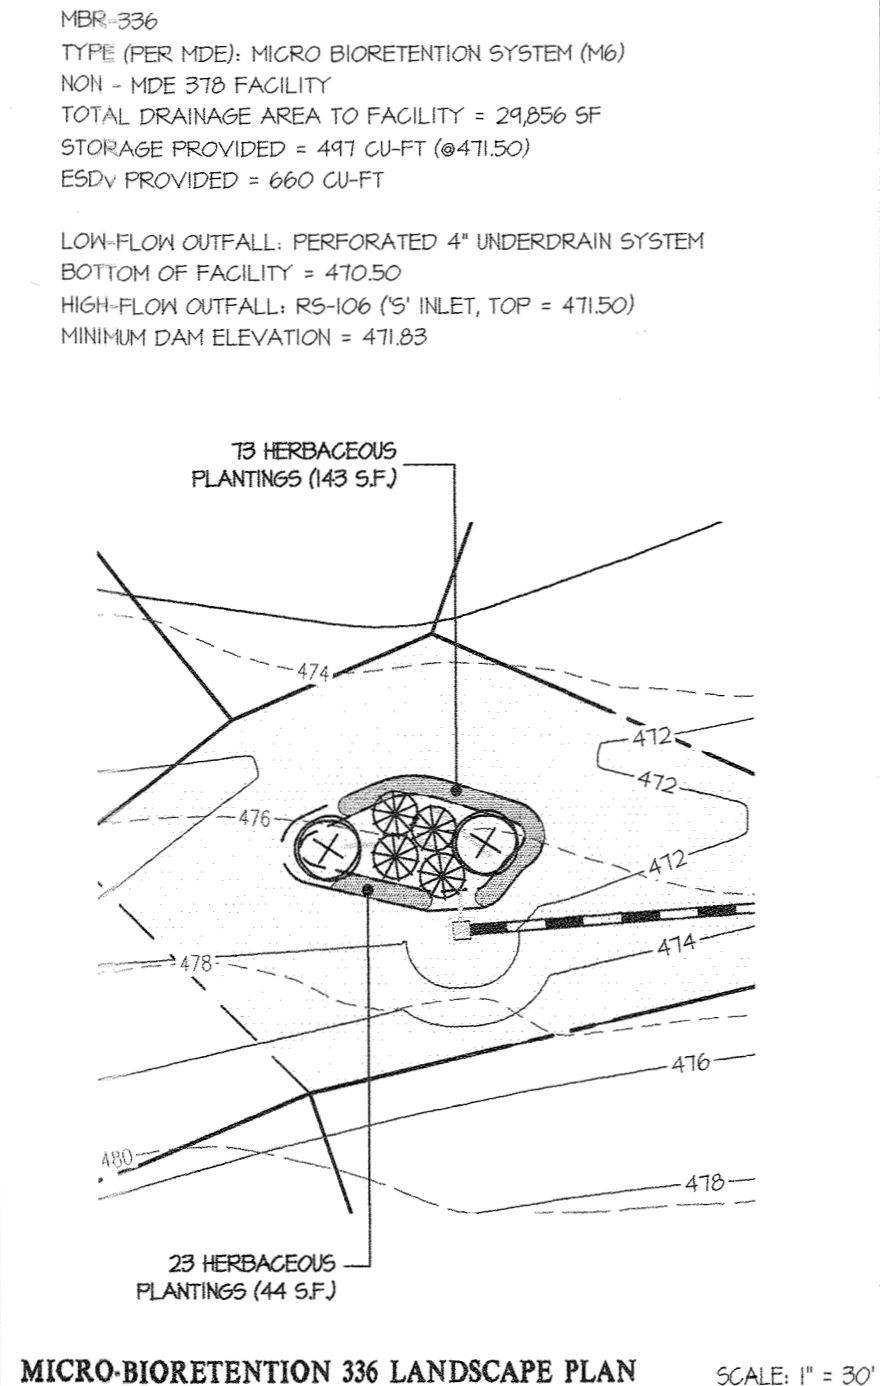 MBR-336
TYPE (PER MDE): MICRO BIORETENTION SYSTEM (M6)
NON - MDE 378 FACILITY
TOTAL DRAINAGE AREA TO FACILITY = 29,856 SF
STORAGE PROVIDED = 497 CU-FT (@471.50)
ESDv PROVIDED = 660 CU-FT
LOW-FLOW OUTFALL: PERFORATED 4" UNDERDRAIN SYSTEM
BOTTOM OF FACILITY = 470.50
HIGH-FLOW OUTFALL: RS-106 ('S' INLET, TOP = 471.50)
MINIMUM DAM ELEVATION = 471.83
73 HERBACEOUS
PLANTINGS (143 S.F.)
474
472
472
476
472
474
478
476
480
478
23 HERBACEOUS
PLANTINGS (44 S.F.)
MICRO-BIORETENTION 336 LANDSCAPE PLAN
SCALE: 1" = 30'